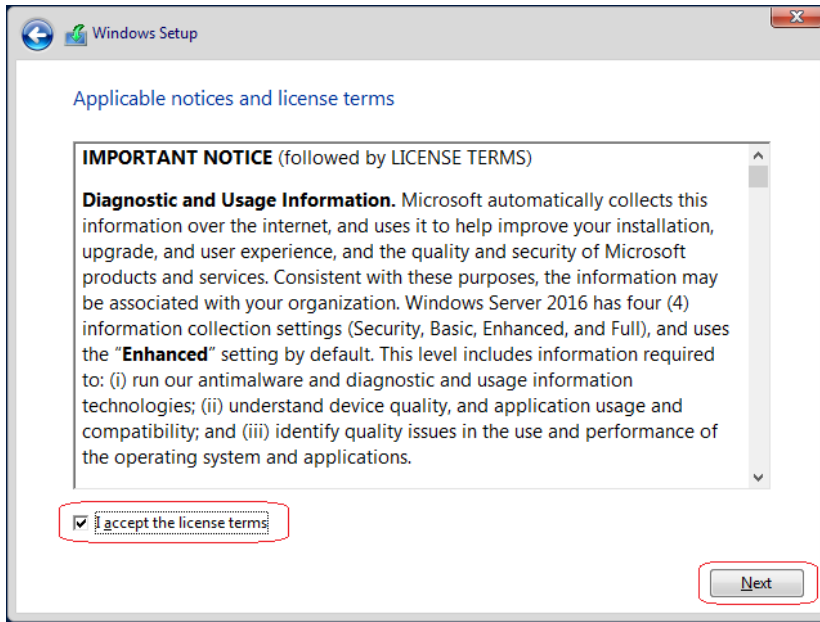 Windows Setup
Applicable notices and license terms
IMPORTANT NOTICE (followed by LICENSE TERMS)
Diagnostic and Usage Information. Microsoft automatically collects this
information over the internet, and uses it to help improve your installation,
upgrade, and user experience, and the quality and security of Microsoft
products and services. Consistent with these purposes, the information may
be associated with your organization. Windows Server 2016 has four (4)
information collection settings (Security, Basic, Enhanced, and Full), and uses
the “Enhanced” setting by default. This level includes information required
to: (i) run our antimalware and diagnostic and usage information
technologies; (ii) understand device quality, and application usage and
compatibility; and (iii) identify quality issues in the use and performance of
the operating system and applications.
I accept the license terms
Next